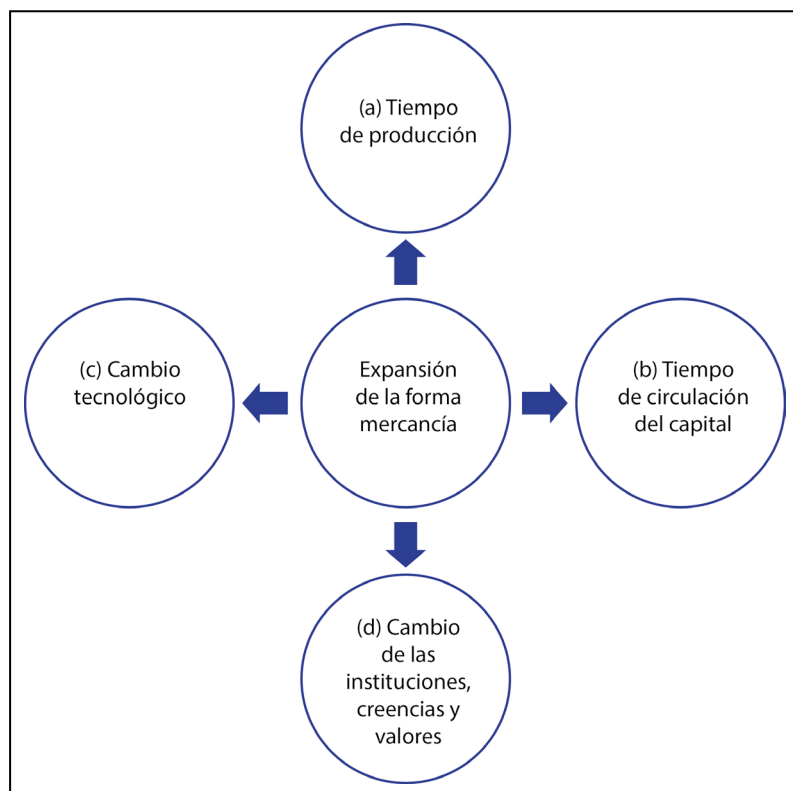 (a) Tiempo
de producción
(c) Cambio
tecnológico
Expansión
de la forma
mercancía
(b) Tiempo
de circulación
del capital
(d) Cambio
de las
instituciones,
creencias y
valores